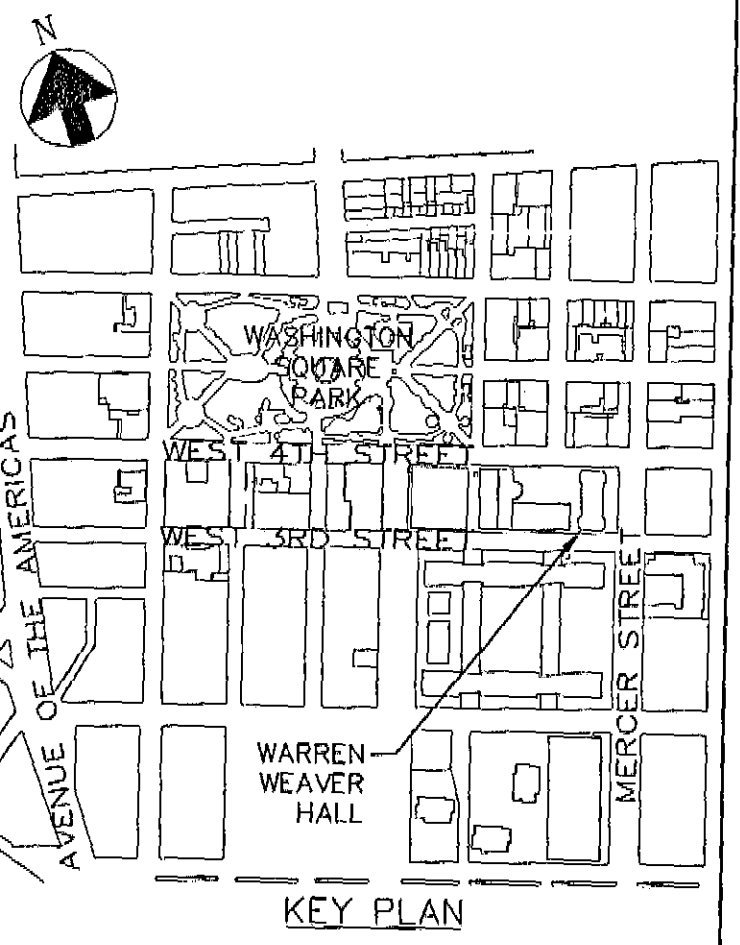 N
WASHINGTON
SQUARE
PARK
WEST 4TH STREET
WEST 3RD STREET
AVENUE OF THE AMERICAS
MERCER STREET
WARREN
WEAVER
HALL
KEY PLAN